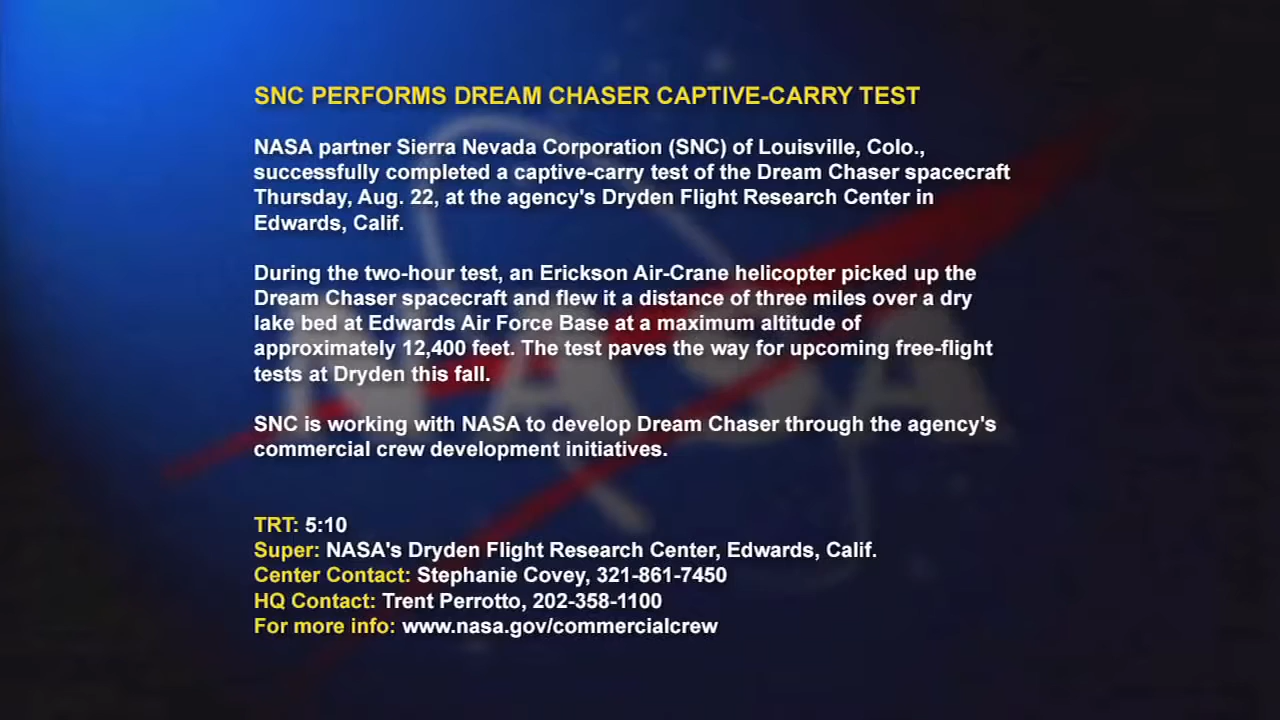 SNC PERFORMS DREAM CHASER CAPTIVE-CARRY TEST
NASA partner Sierra Nevada Corporation (SNC) of Louisville, Colo.,
successfully completed a captive-carry test of the Dream Chaser spacecraft
Thursday, Aug. 22, at the agency's Dryden Flight Research Center in
Edwards, Calif.
During the two-hour test, an Erickson Air-Crane helicopter picked up the
Dream Chaser spacecraft and flew it a distance of three miles over a dry
lake bed at Edwards Air Force Base at a maximum altitude of
approximately 12,400 feet. The test paves the way for upcoming free-flight
tests at Dryden this fall.
SNC is working with NASA to develop Dream Chaser through the agency's
commercial crew development initiatives.
TRT: 5:10
Super: NASA's Dryden Flight Research Center, Edwards, Calif.
Center Contact: Stephanie Covey, 321-861-7450
HQ Contact: Trent Perrotto, 202-358-1100
For more info: www.nasa.gov/commercialcrew
NASA